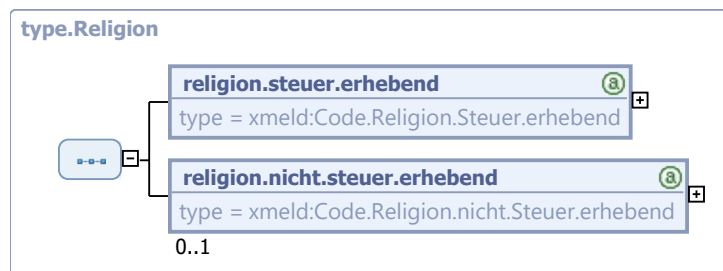 type.Religion
religion.steuer.erhebend
type = xmeld:Code.Religion.Steuer.erhebend
religion.nicht.steuer.erhebend
type = xmeld:Code.Religion.nicht.Steuer.erhebend
0..1